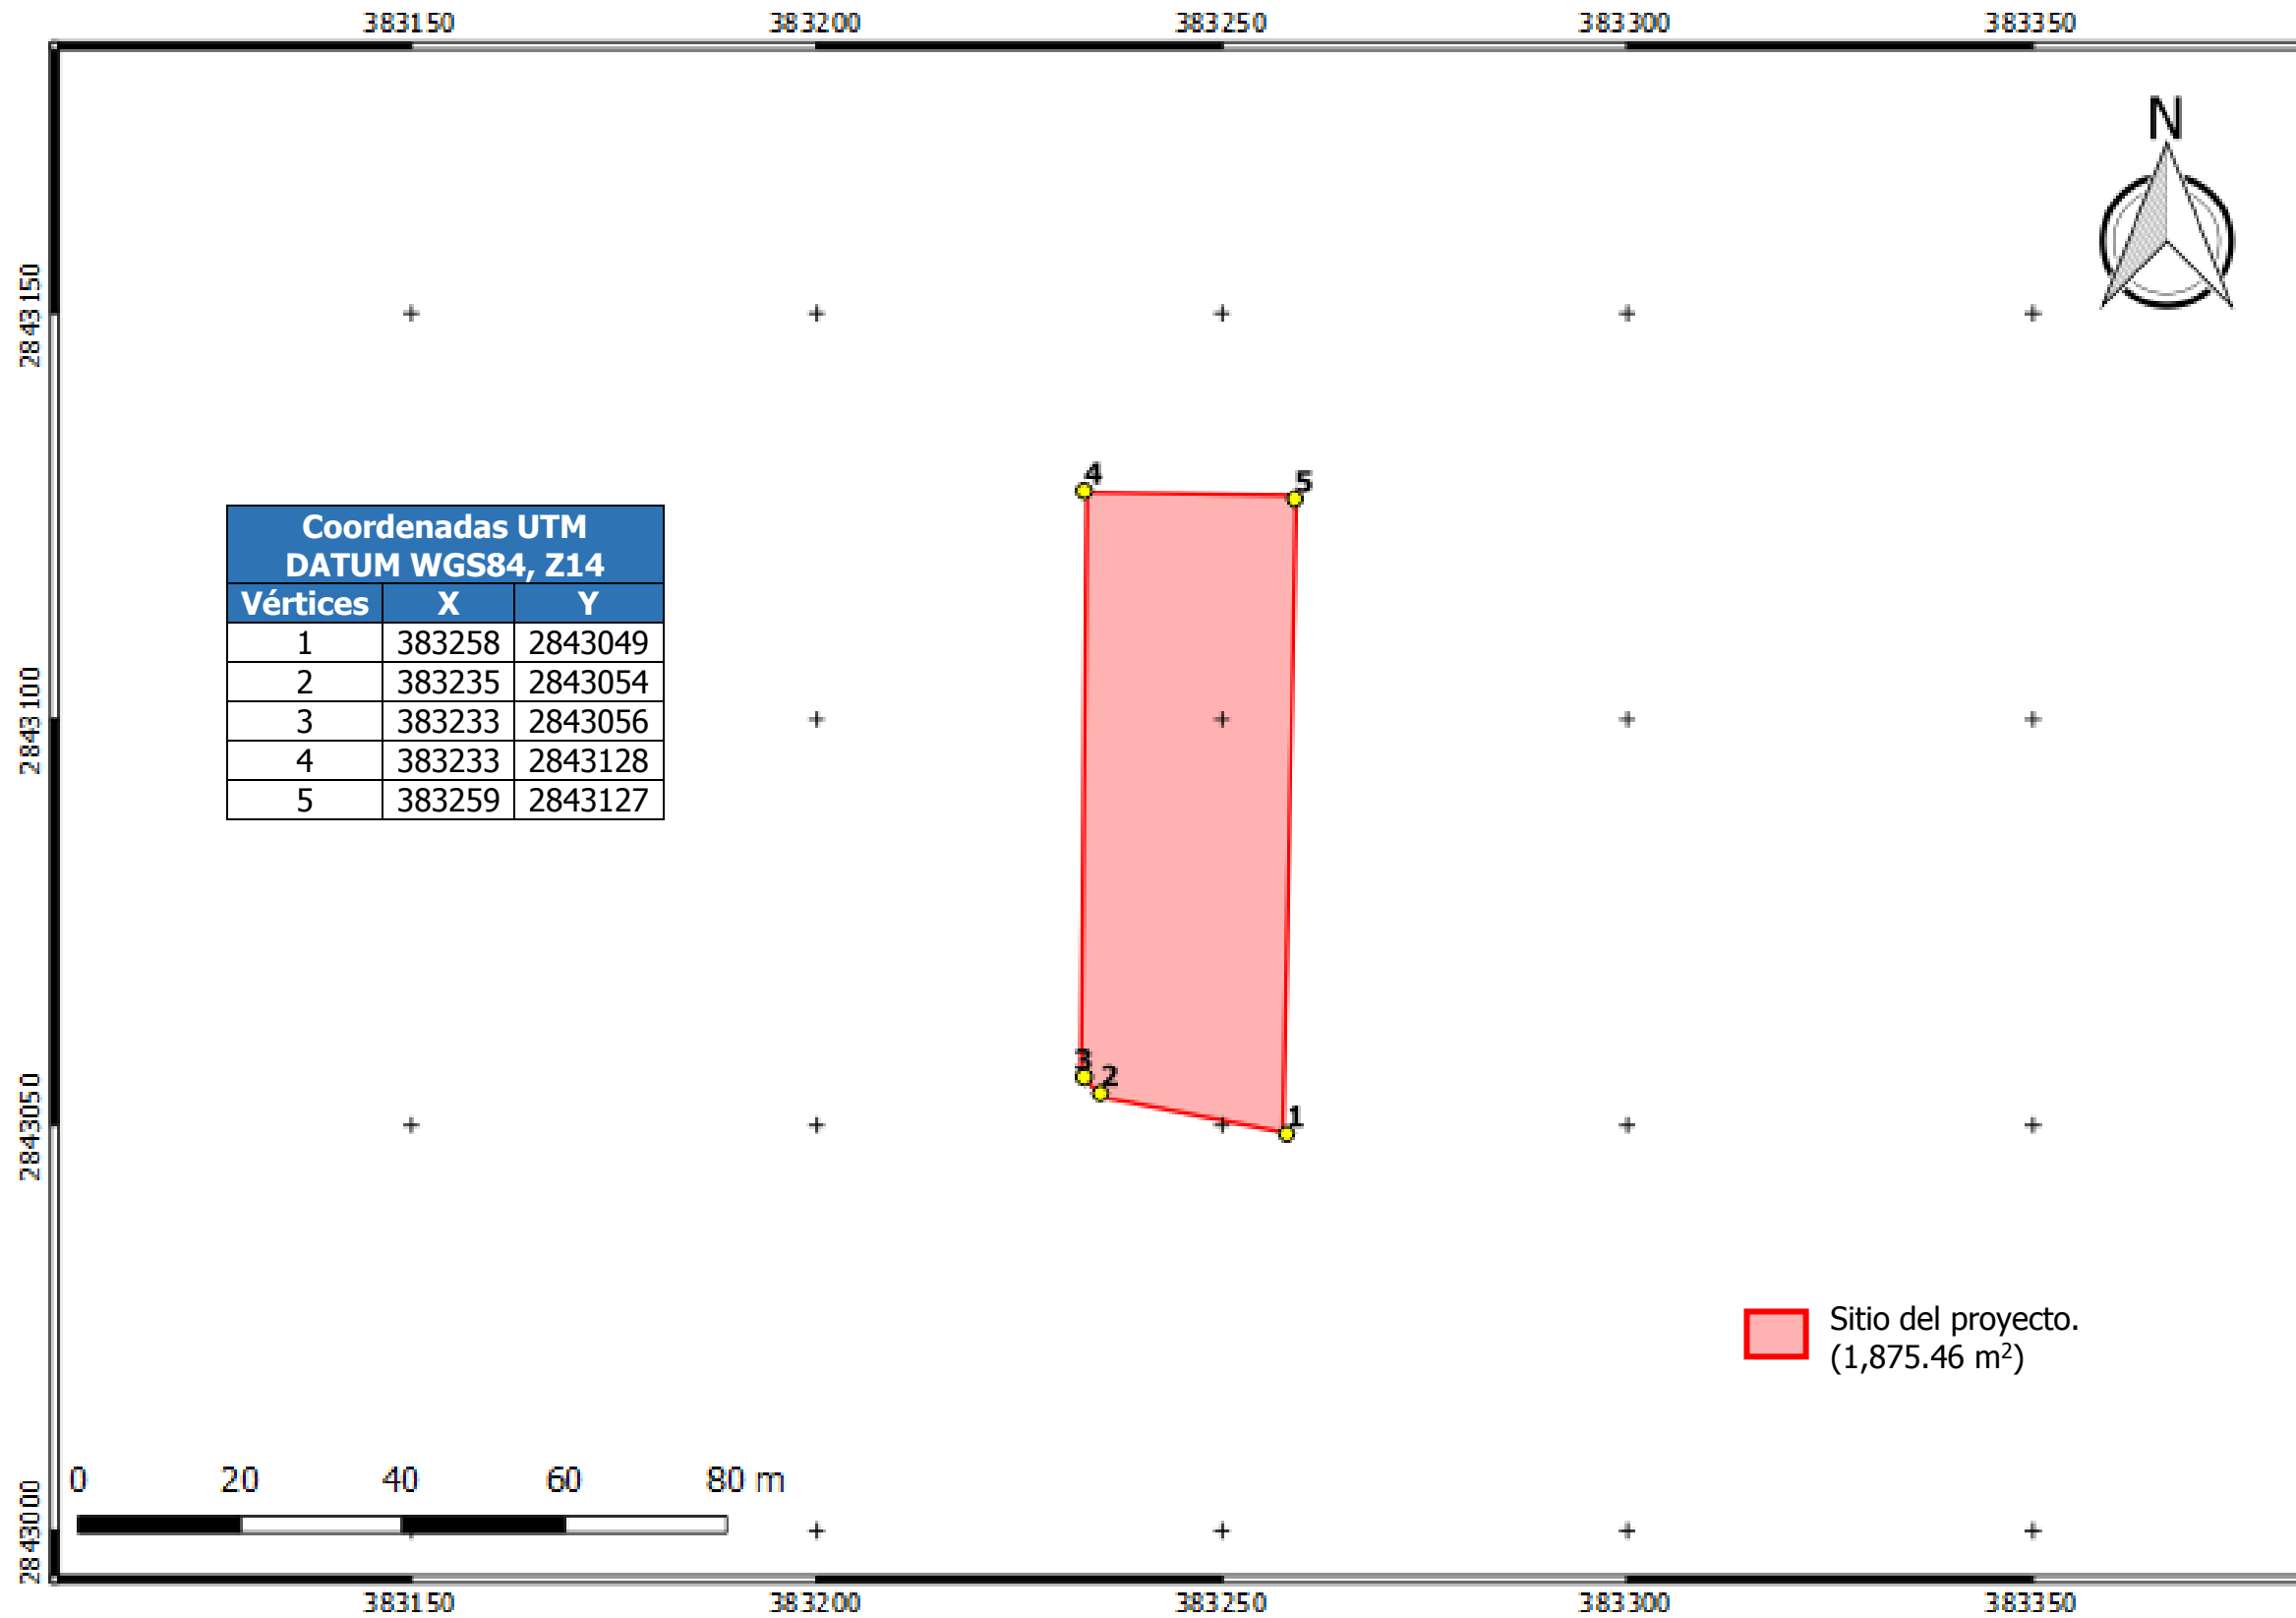 383150 383200 383250 383300 383350
N
2843150
2843100
2843050
2843000
4
5
3
2
1
Coordenadas UTM
DATUM WGS84, Z14
Vértices X Y
1 383258 2843049
2 383235 2843054
3 383233 2843056
4 383233 2843128
5 383259 2843127
Sitio del proyecto.
(1,875.46 m²)
0 20 40 60 80 m
383150 383200 383250 383300 383350